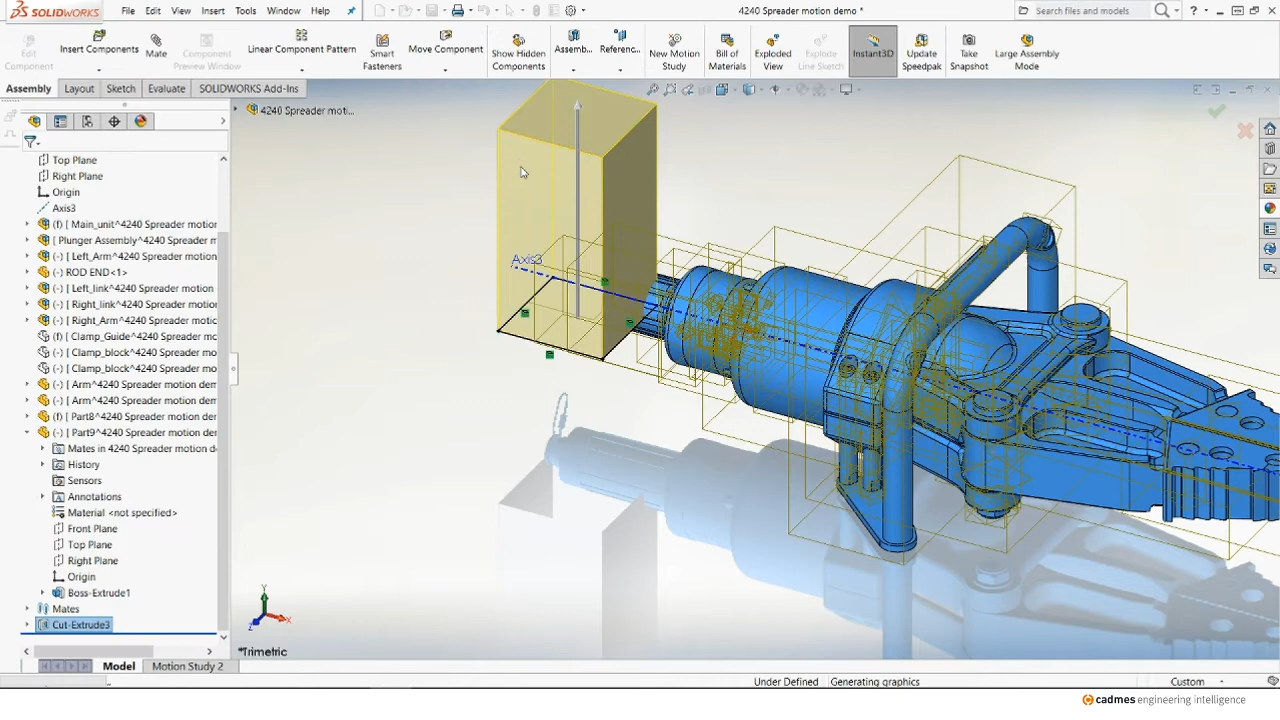 SOLIDWORKS File Edit View Insert Tools Window Help 4240 Spreader motion demo * Search files and models
Edit Component
Insert Components
Mate
Component Preview Window
Linear Component Pattern
Smart Fasteners
Move Component
Show Hidden Components
Assemb...
Referenc...
New Motion Study
Bill of Materials
Exploded View
Explode Line Sketch
Instant3D
Update Speedpak
Take Snapshot
Large Assembly Mode
Assembly Layout Sketch Evaluate SOLIDWORKS Add-Ins
4240 Spreader moti...
Top Plane
Right Plane
Origin
Axis3
(f) [ Main_unit^4240 Spreader motion
[ Plunger Assembly^4240 Spreader m
(-) [ Left_Arm^4240 Spreader motion
(-) ROD END<1>
(-) [ Left_link^4240 Spreader motion
(-) [ Right_link^4240 Spreader motion
(-) [ Right_Arm^4240 Spreader motion
(f) [ Clamp_Guide^4240 Spreader mo
(-) [ Clamp_block^4240 Spreader mo
(-) [ Clamp_block^4240 Spreader mo
(-) [ Arm^4240 Spreader motion dem
(-) [ Arm^4240 Spreader motion dem
(f) [ Part8^4240 Spreader motion dem
(-) [ Part9^4240 Spreader motion dem
Mates in 4240 Spreader motion d
History
Sensors
Annotations
Material <not specified>
Front Plane
Top Plane
Right Plane
Origin
Boss-Extrude1
Mates
Cut-Extrude3
Axis3
Y
X
Z
*Trimetric
Model Motion Study 2
Under Defined Generating graphics Custom
cadmes engineering intelligence